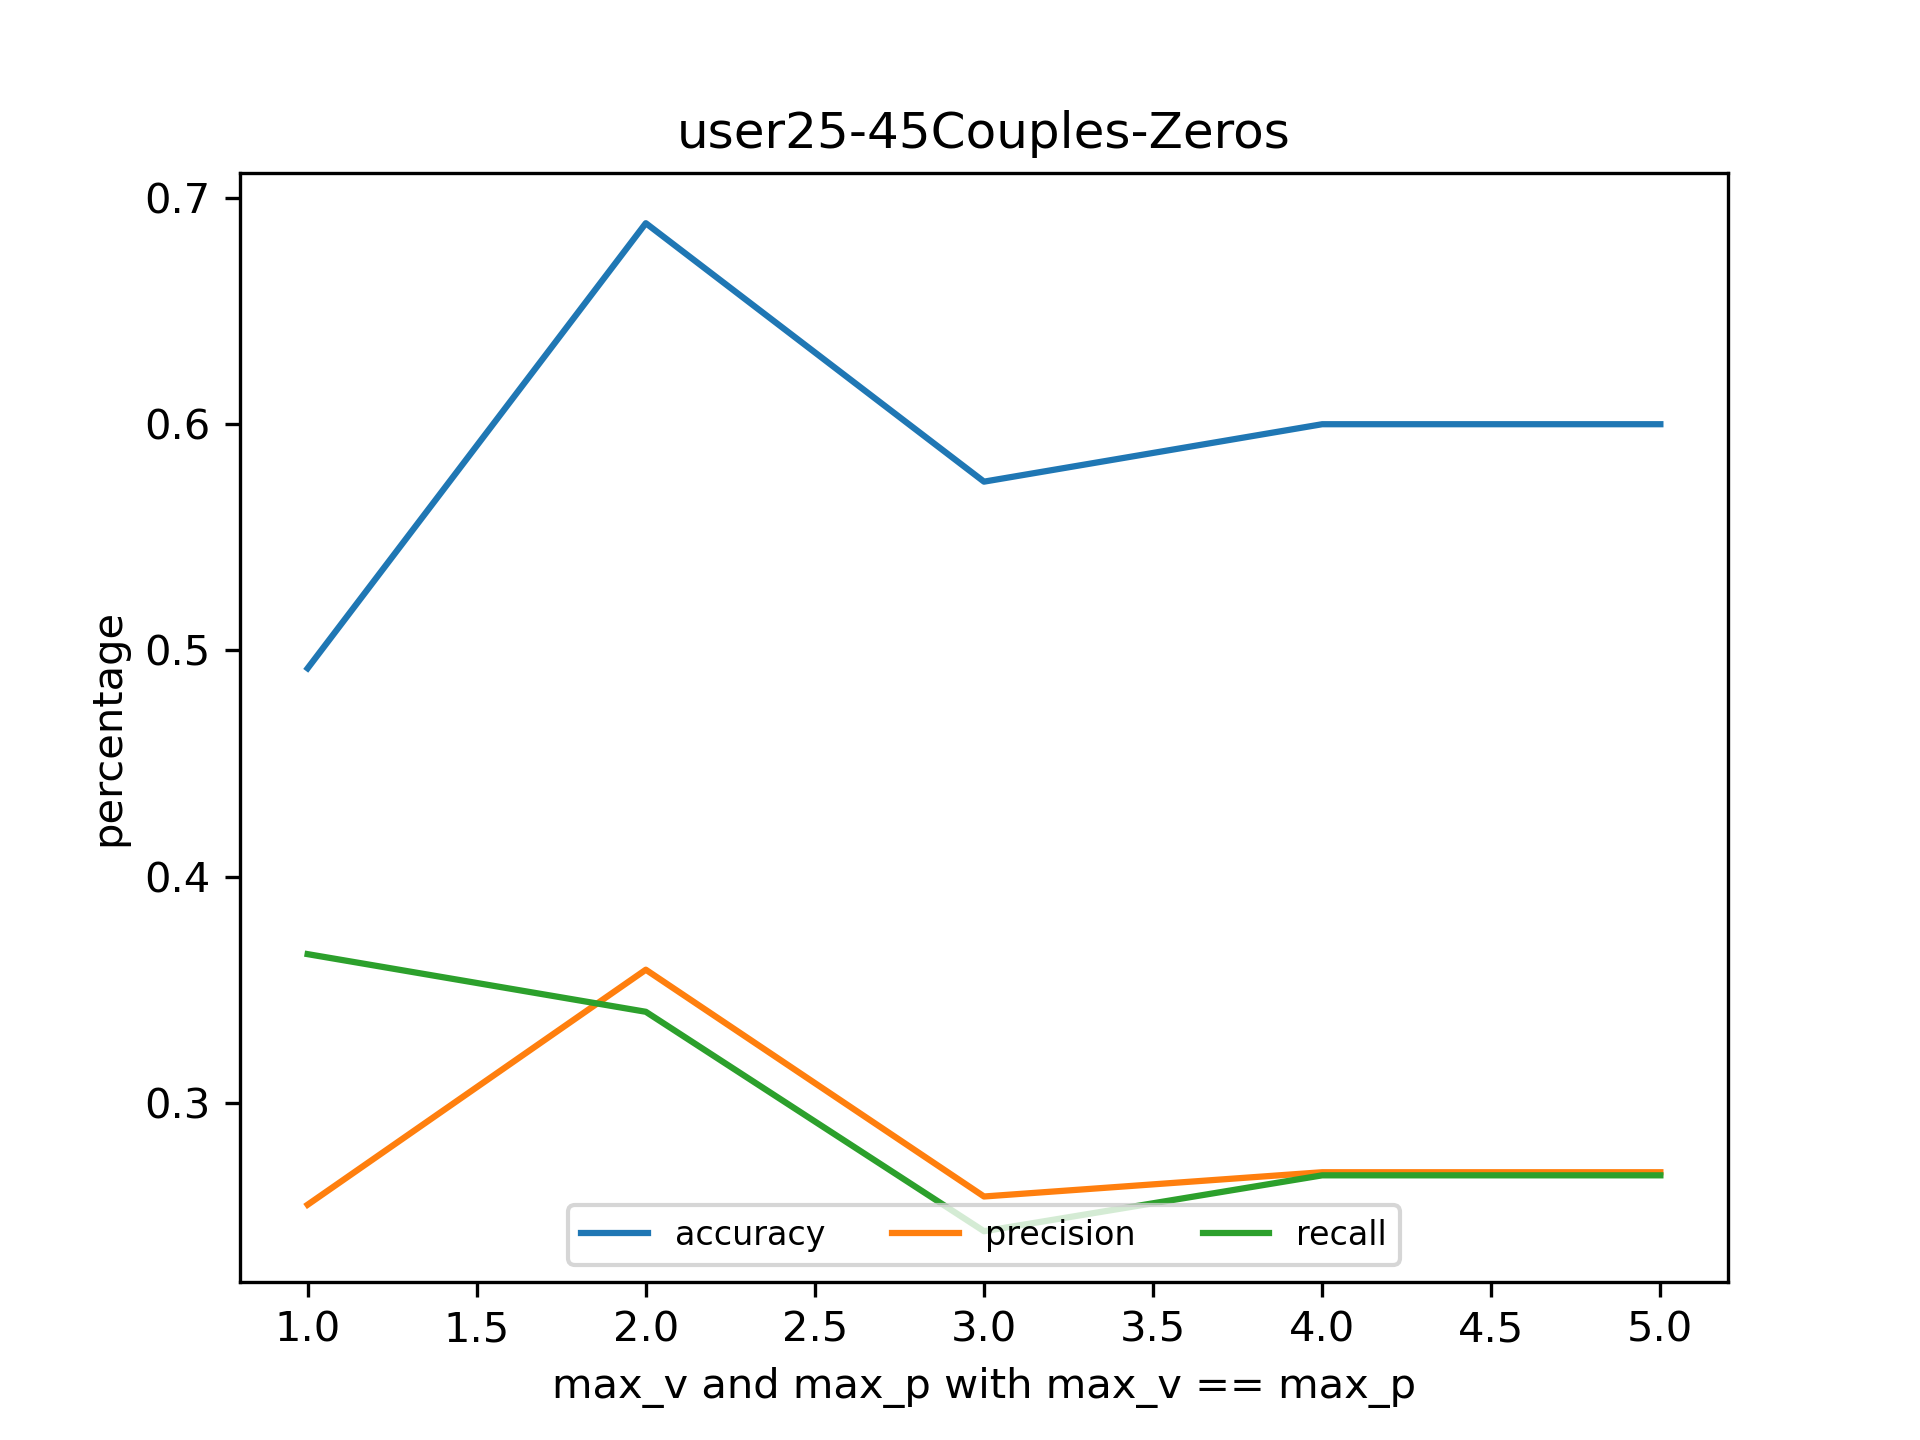 user25-45Couples-Zeros
percentage
0.7
0.6
0.5
0.4
0.3
accuracy precision recall
1.0 1.5 2.0 2.5 3.0 3.5 4.0 4.5 5.0
max_v and max_p with max_v == max_p